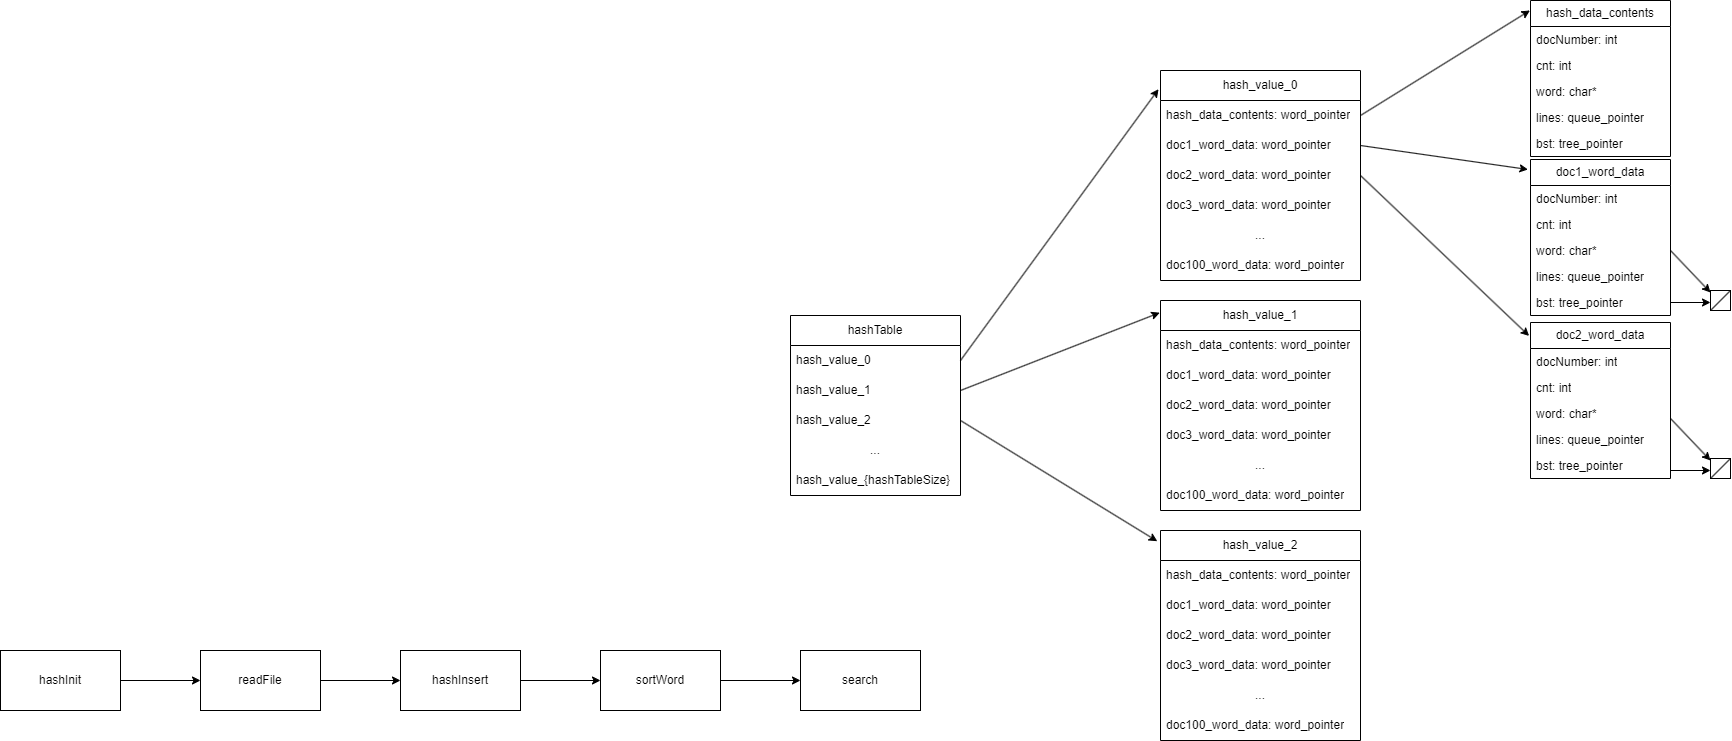 hash_data_contents
docNumber: int
cnt: int
word: char*
lines: queue_pointer
bst: tree_pointer
doc1_word_data
docNumber: int
cnt: int
word: char*
lines: queue_pointer
bst: tree_pointer
doc2_word_data
docNumber: int
cnt: int
word: char*
lines: queue_pointer
bst: tree_pointer
hash_value_0
hash_data_contents: word_pointer
doc1_word_data: word_pointer
doc2_word_data: word_pointer
doc3_word_data: word_pointer
...
doc100_word_data: word_pointer
hash_value_1
hash_data_contents: word_pointer
doc1_word_data: word_pointer
doc2_word_data: word_pointer
doc3_word_data: word_pointer
...
doc100_word_data: word_pointer
hash_value_2
hash_data_contents: word_pointer
doc1_word_data: word_pointer
doc2_word_data: word_pointer
doc3_word_data: word_pointer
...
doc100_word_data: word_pointer
hashTable
hash_value_0
hash_value_1
hash_value_2
...
hash_value_{hashTableSize}
hashInit
readFile
hashInsert
sortWord
search